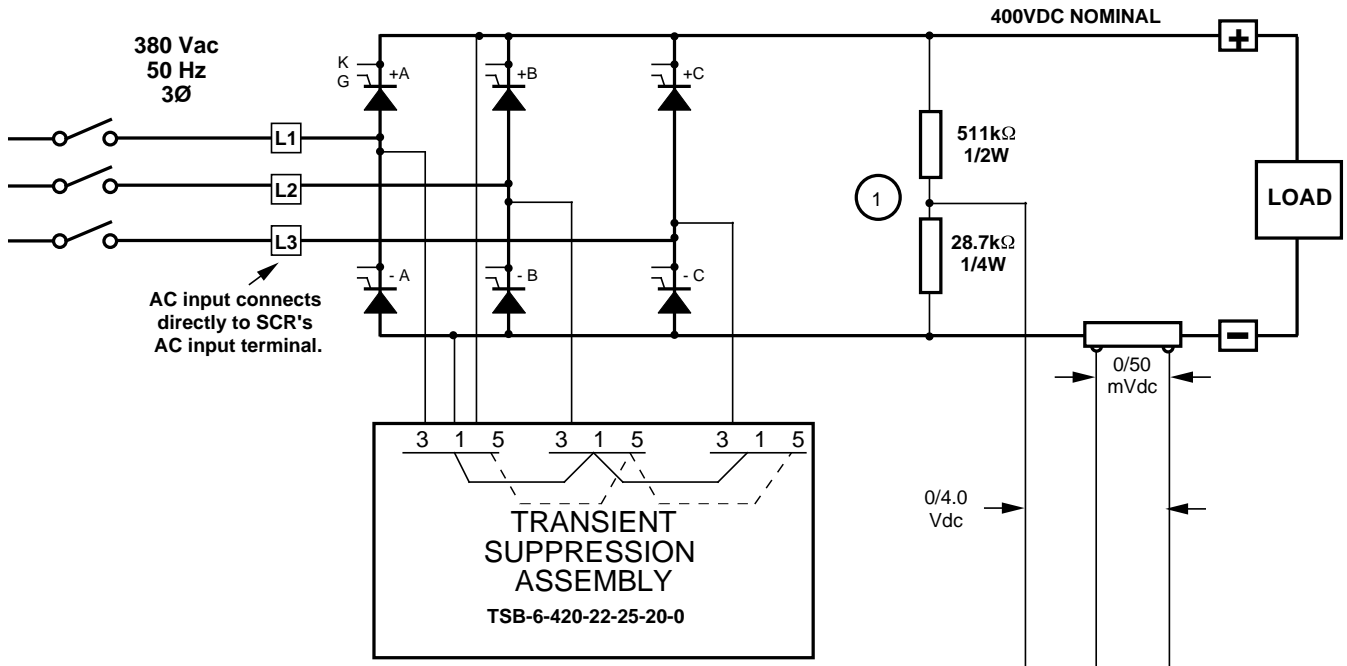 400VDC NOMINAL
380 Vac
50 Hz
3Ø
K
G
+A
+B
+C
+
L1
L2
L3
511kΩ
1/2W
1
LOAD
28.7kΩ
1/4W
- A
- B
- C
AC input connects
directly to SCR's
AC input terminal.
-
0/50
mVdc
3 1 5 3 1 5 3 1 5
0/4.0
Vdc
TRANSIENT
SUPPRESSION
ASSEMBLY
TSB-6-420-22-25-20-0